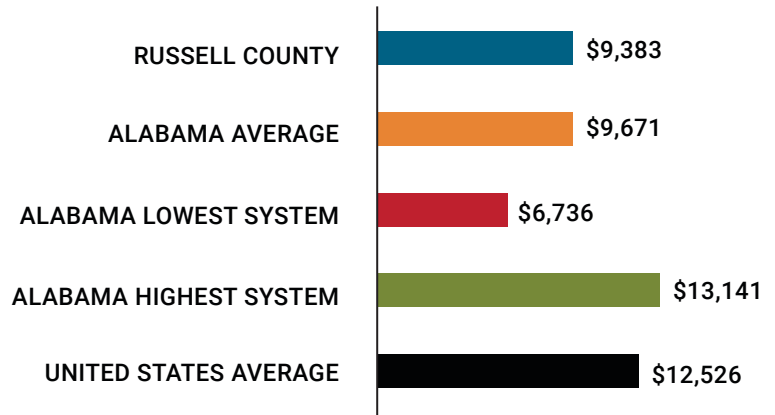 RUSSELL COUNTY $9,383
ALABAMA AVERAGE $9,671
ALABAMA LOWEST SYSTEM $6,736
ALABAMA HIGHEST SYSTEM $13,141
UNITED STATES AVERAGE $12,526